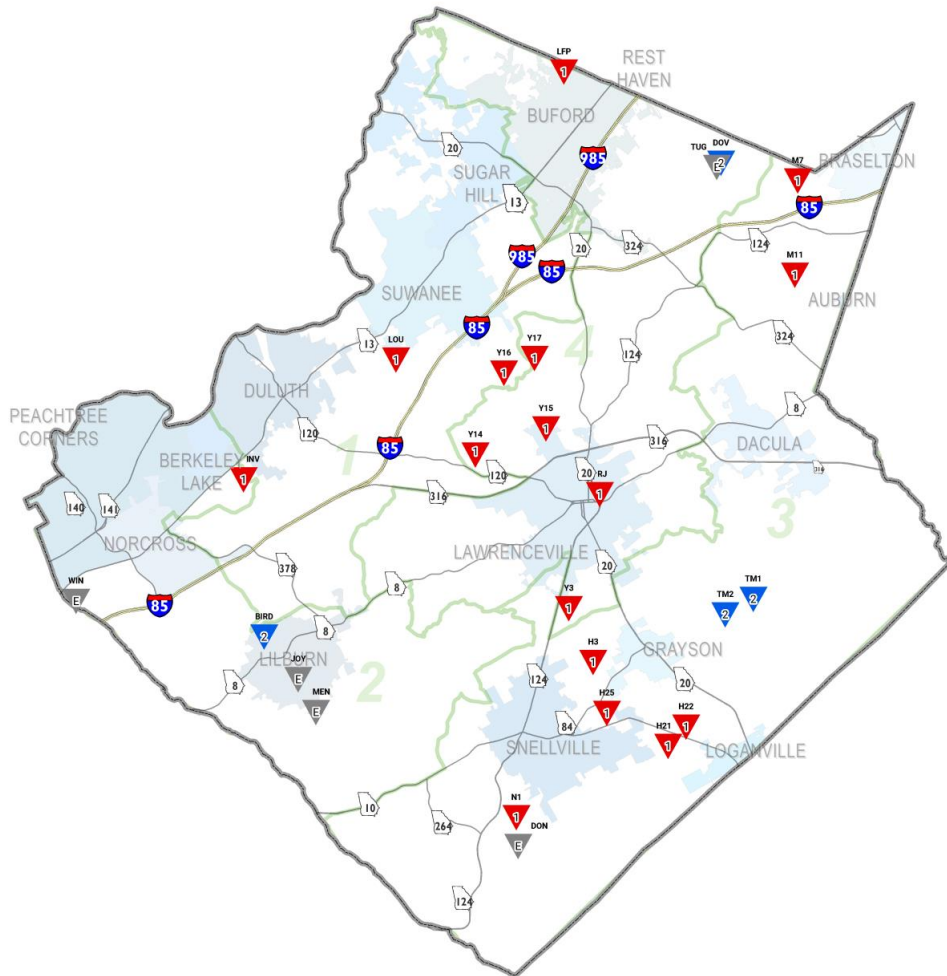 LFP
1
REST
HAVEN
BUFORD
20
985
TUG
DOV
E
2
M7
1
BRASELTON
SUGAR
HILL
13
85
20
324
124
985
85
M11
1
AUBURN
SUWANEE
85
13
LOU
1
Y16
1
Y17
1
4
124
324
DULUTH
PEACHTREE
CORNERS
120
1
85
Y14
1
Y15
1
8
316
DACULA
316
BERKELEY
LAKE
INV
1
120
316
20
RJ
1
140
141
3
NORCROSS
LAWRENCEVILLE
378
8
20
WIN
E
85
Y3
1
TM1
2
TM2
2
BIRD
2
8
LILBURN
H3
1
GRAYSON
JOY
E
8
2
124
20
MEN
E
H25
1
84
H22
1
H21
1
SNELLVILLE
LOGANVILLE
10
264
N1
1
DON
E
124